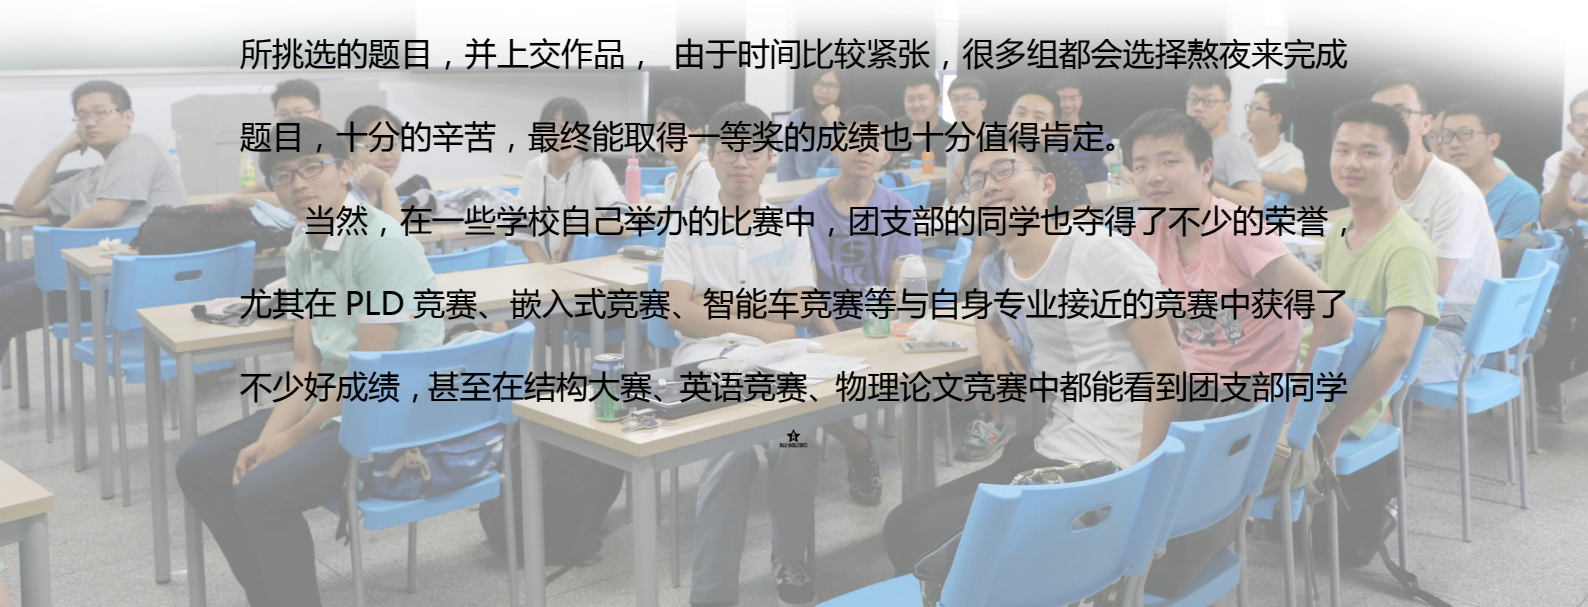 所挑选的题目，并上交作品， 由于时间比较紧张，很多组都会选择熬夜来完成
题目，十分的辛苦，最终能取得一等奖的成绩也十分值得肯定。
当然，在一些学校自己举办的比赛中，团支部的同学也夺得了不少的荣誉，
尤其在 PLD 竞赛、嵌入式竞赛、智能车竞赛等与自身专业接近的竞赛中获得了
不少好成绩，甚至在结构大赛、英语竞赛、物理论文竞赛中都能看到团支部同学